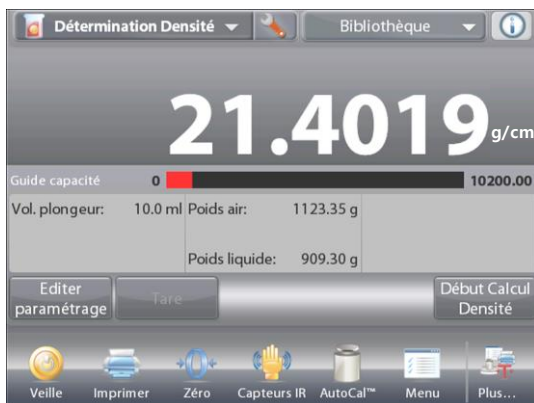 Détermination Densité
Bibliothèque
21.4019 g/cm
Guide capacité 0 10200.00
Vol. plongeur: 10.0 ml Poids air: 1123.35 g
Poids liquide: 909.30 g
Editer
paramétrage
Tare
Début Calcul
Densité
Veille Imprimer Zéro Capteurs IR AutoCal™ Menu Plus...